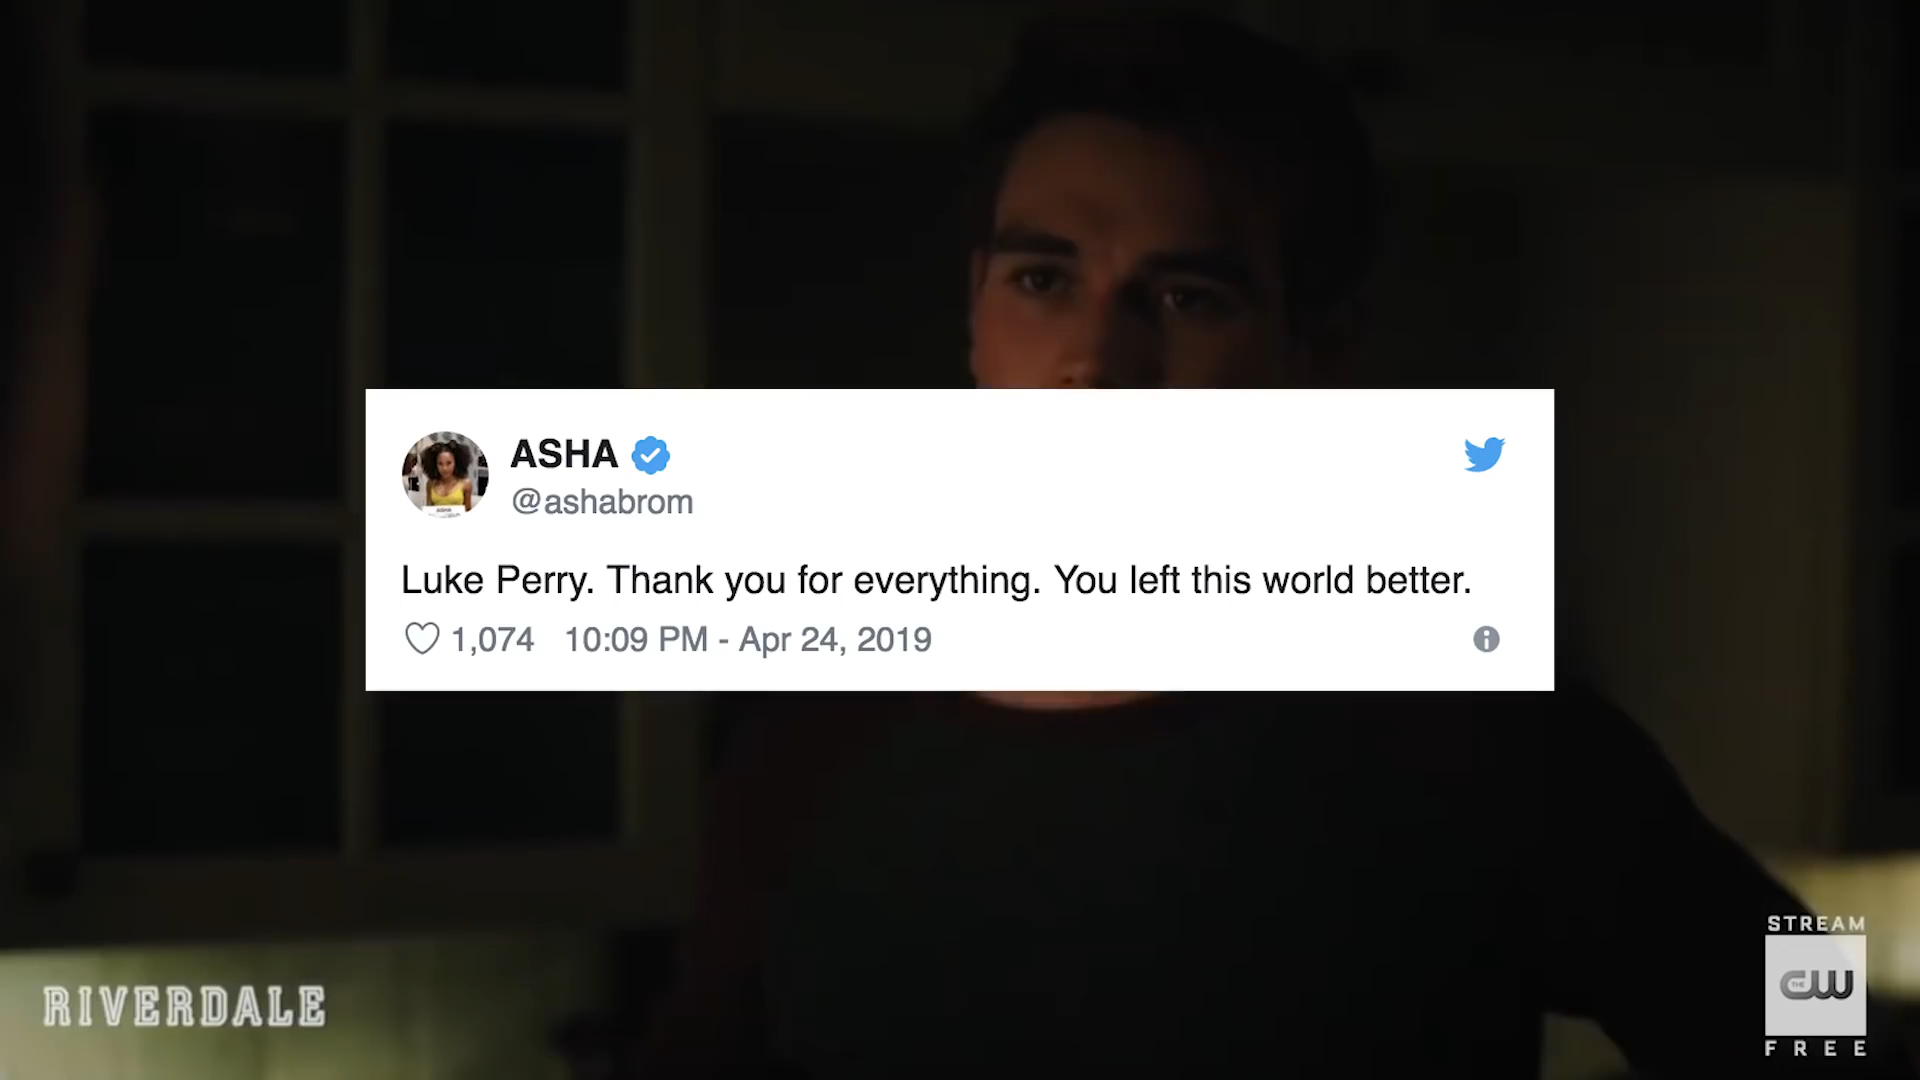 ASHA
@ashabrom
Luke Perry. Thank you for everything. You left this world better.
1,074 10:09 PM - Apr 24, 2019
RIVERDALE
STREAM
THE CW
FREE